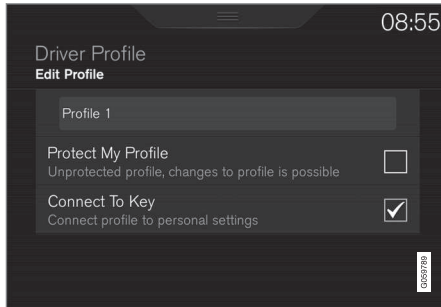 08:55
Driver Profile
Edit Profile
Profile 1
Protect My Profile
Unprotected profile, changes to profile is possible
Connect To Key
Connect profile to personal settings
G059789